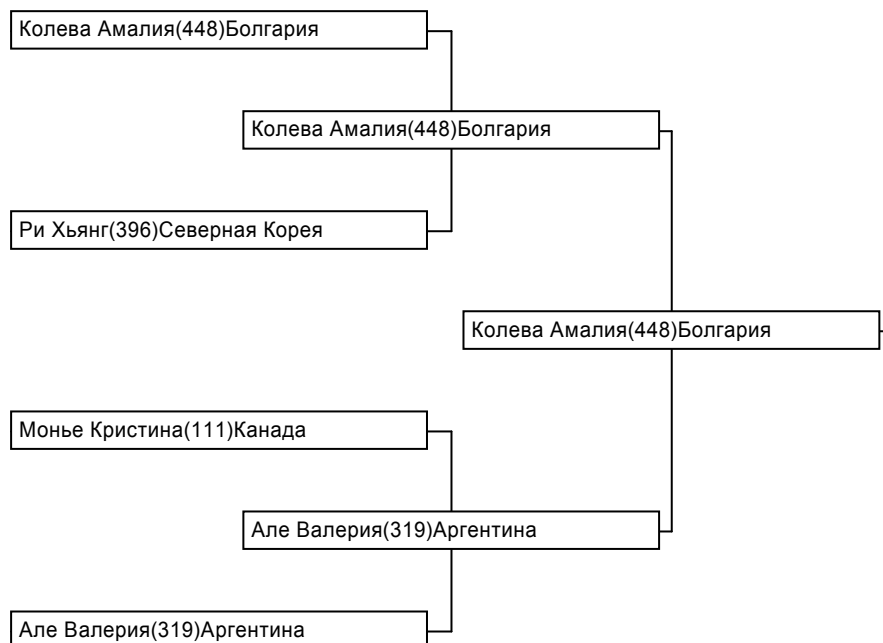 Колева Амалия(448)Болгария
Колева Амалия(448)Болгария
Ри Хьянг(396)Северная Корея
Колева Амалия(448)Болгария
Монье Кристина(111)Канада
Але Валерия(319)Аргентина
Але Валерия(319)Аргентина